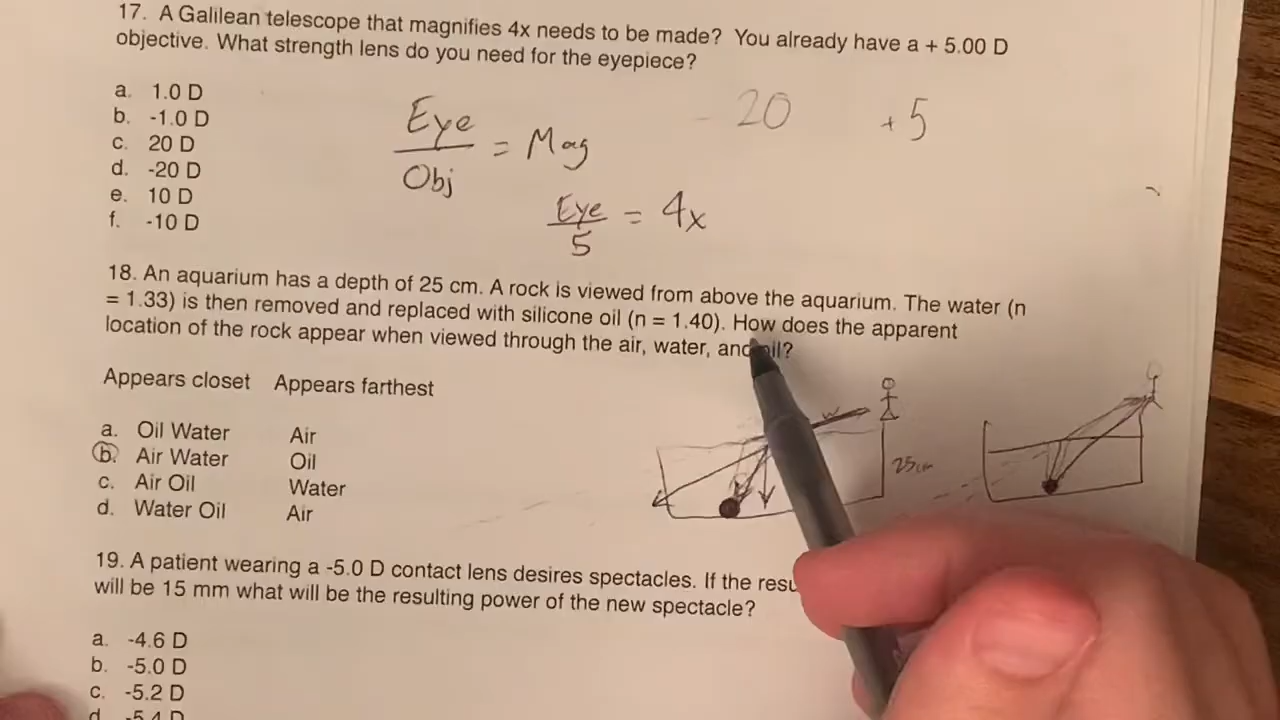 17. A Galilean telescope that magnifies 4x needs to be made? You already have a + 5.00 D
objective. What strength lens do you need for the eyepiece?
a. 1.0 D
b. -1.0 D
c. 20 D
d. -20 D
e. 10 D
f. -10 D
Eye
Obj
= Mag
- 20 + 5
Eye
5
= 4x
18. An aquarium has a depth of 25 cm. A rock is viewed from above the aquarium. The water (n
= 1.33) is then removed and replaced with silicone oil (n = 1.40). How does the apparent
location of the rock appear when viewed through the air, water, and oil?
Appears closet Appears farthest
a. Oil Water Air
b. Air Water Oil
c. Air Oil Water
d. Water Oil Air
25cm
19. A patient wearing a -5.0 D contact lens desires spectacles. If the
will be 15 mm what will be the resulting power of the new spectacle?
a. -4.6 D
b. -5.0 D
c. -5.2 D
d. -5.4 D